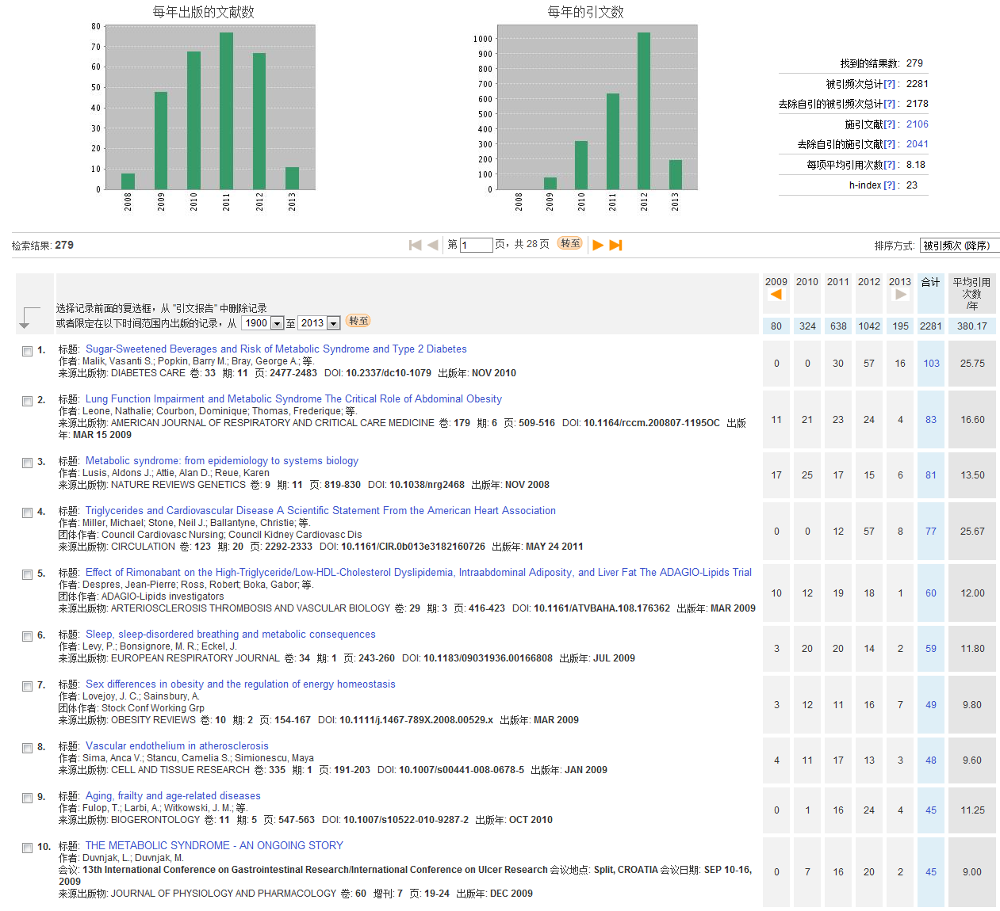 每年出版的文献数
80
70
60
50
40
30
20
10
0
2008
2009
2010
2011
2012
2013
每年的引文数
1000
900
800
700
600
500
400
300
200
100
0
2008
2009
2010
2011
2012
2013
找到的结果数: 279
被引频次总计[?] : 2281
去除自引的被引频次总计[?] : 2178
施引文献[?] : 2106
去除自引的施引文献[?] : 2041
每项平均引用次数[?] : 8.18
h-index [?] : 23
检索结果: 279
第 1 页，共 28 页 转至
排序方式: 被引频次 (降序)
选择记录前面的复选框，从 "引文报告" 中删除记录
或者限定在以下时间范围内出版的记录，从 1900 至 2013 转至
2009 2010 2011 2012 2013 合计 平均引用
次数
/年
80 324 638 1042 195 2281 380.17
1. 标题: Sugar-Sweetened Beverages and Risk of Metabolic Syndrome and Type 2 Diabetes
作者: Malik, Vasanti S.; Popkin, Barry M.; Bray, George A.; 等.
来源出版物: DIABETES CARE 卷: 33 期: 11 页: 2477-2483 DOI: 10.2337/dc10-1079 出版年: NOV 2010
0 0 30 57 16 103 25.75
2. 标题: Lung Function Impairment and Metabolic Syndrome The Critical Role of Abdominal Obesity
作者: Leone, Nathalie; Courbon, Dominique; Thomas, Frederique; 等.
来源出版物: AMERICAN JOURNAL OF RESPIRATORY AND CRITICAL CARE MEDICINE 卷: 179 期: 6 页: 509-516 DOI: 10.1164/rccm.200807-1195OC 出版
年: MAR 15 2009
11 21 23 24 4 83 16.60
3. 标题: Metabolic syndrome: from epidemiology to systems biology
作者: Lusis, Aldons J.; Attie, Alan D.; Reue, Karen
来源出版物: NATURE REVIEWS GENETICS 卷: 9 期: 11 页: 819-830 DOI: 10.1038/nrg2468 出版年: NOV 2008
17 25 17 15 6 81 13.50
4. 标题: Triglycerides and Cardiovascular Disease A Scientific Statement From the American Heart Association
作者: Miller, Michael; Stone, Neil J.; Ballantyne, Christie; 等.
团体作者: Council Cardiovasc Nursing; Council Kidney Cardiovasc Dis
来源出版物: CIRCULATION 卷: 123 期: 20 页: 2292-2333 DOI: 10.1161/CIR.0b013e3182160726 出版年: MAY 24 2011
0 0 12 57 8 77 25.67
5. 标题: Effect of Rimonabant on the High-Triglyceride/Low-HDL-Cholesterol Dyslipidemia, Intraabdominal Adiposity, and Liver Fat The ADAGIO-Lipids Trial
作者: Despres, Jean-Pierre; Ross, Robert; Boka, Gabor; 等.
团体作者: ADAGIO-Lipids investigators
来源出版物: ARTERIOSCLEROSIS THROMBOSIS AND VASCULAR BIOLOGY 卷: 29 期: 3 页: 416-423 DOI: 10.1161/ATVBAHA.108.176362 出版年: MAR 2009
10 12 19 18 1 60 12.00
6. 标题: Sleep, sleep-disordered breathing and metabolic consequences
作者: Levy, P.; Bonsignore, M. R.; Eckel, J.
来源出版物: EUROPEAN RESPIRATORY JOURNAL 卷: 34 期: 1 页: 243-260 DOI: 10.1183/09031936.00166808 出版年: JUL 2009
3 20 20 14 2 59 11.80
7. 标题: Sex differences in obesity and the regulation of energy homeostasis
作者: Lovejoy, J. C.; Sainsbury, A.
团体作者: Stock Conf Working Grp
来源出版物: OBESITY REVIEWS 卷: 10 期: 2 页: 154-167 DOI: 10.1111/j.1467-789X.2008.00529.x 出版年: MAR 2009
3 12 11 16 7 49 9.80
8. 标题: Vascular endothelium in atherosclerosis
作者: Sima, Anca V.; Stancu, Camelia S.; Simionescu, Maya
来源出版物: CELL AND TISSUE RESEARCH 卷: 335 期: 1 页: 191-203 DOI: 10.1007/s00441-008-0678-5 出版年: JAN 2009
4 11 17 13 3 48 9.60
9. 标题: Aging, frailty and age-related diseases
作者: Fulop, T.; Larbi, A.; Witkowski, J. M.; 等.
来源出版物: BIOGERONTOLOGY 卷: 11 期: 5 页: 547-563 DOI: 10.1007/s10522-010-9287-2 出版年: OCT 2010
0 1 16 24 4 45 11.25
10. 标题: THE METABOLIC SYNDROME - AN ONGOING STORY
作者: Duvnjak, L.; Duvnjak, M.
会议: 13th International Conference on Gastrointestinal Research/International Conference on Ulcer Research 会议地点: Split, CROATIA 会议日期: SEP 10-16,
2009
来源出版物: JOURNAL OF PHYSIOLOGY AND PHARMACOLOGY 卷: 60 增刊: 7 页: 19-24 出版年: DEC 2009
0 7 16 20 2 45 9.00